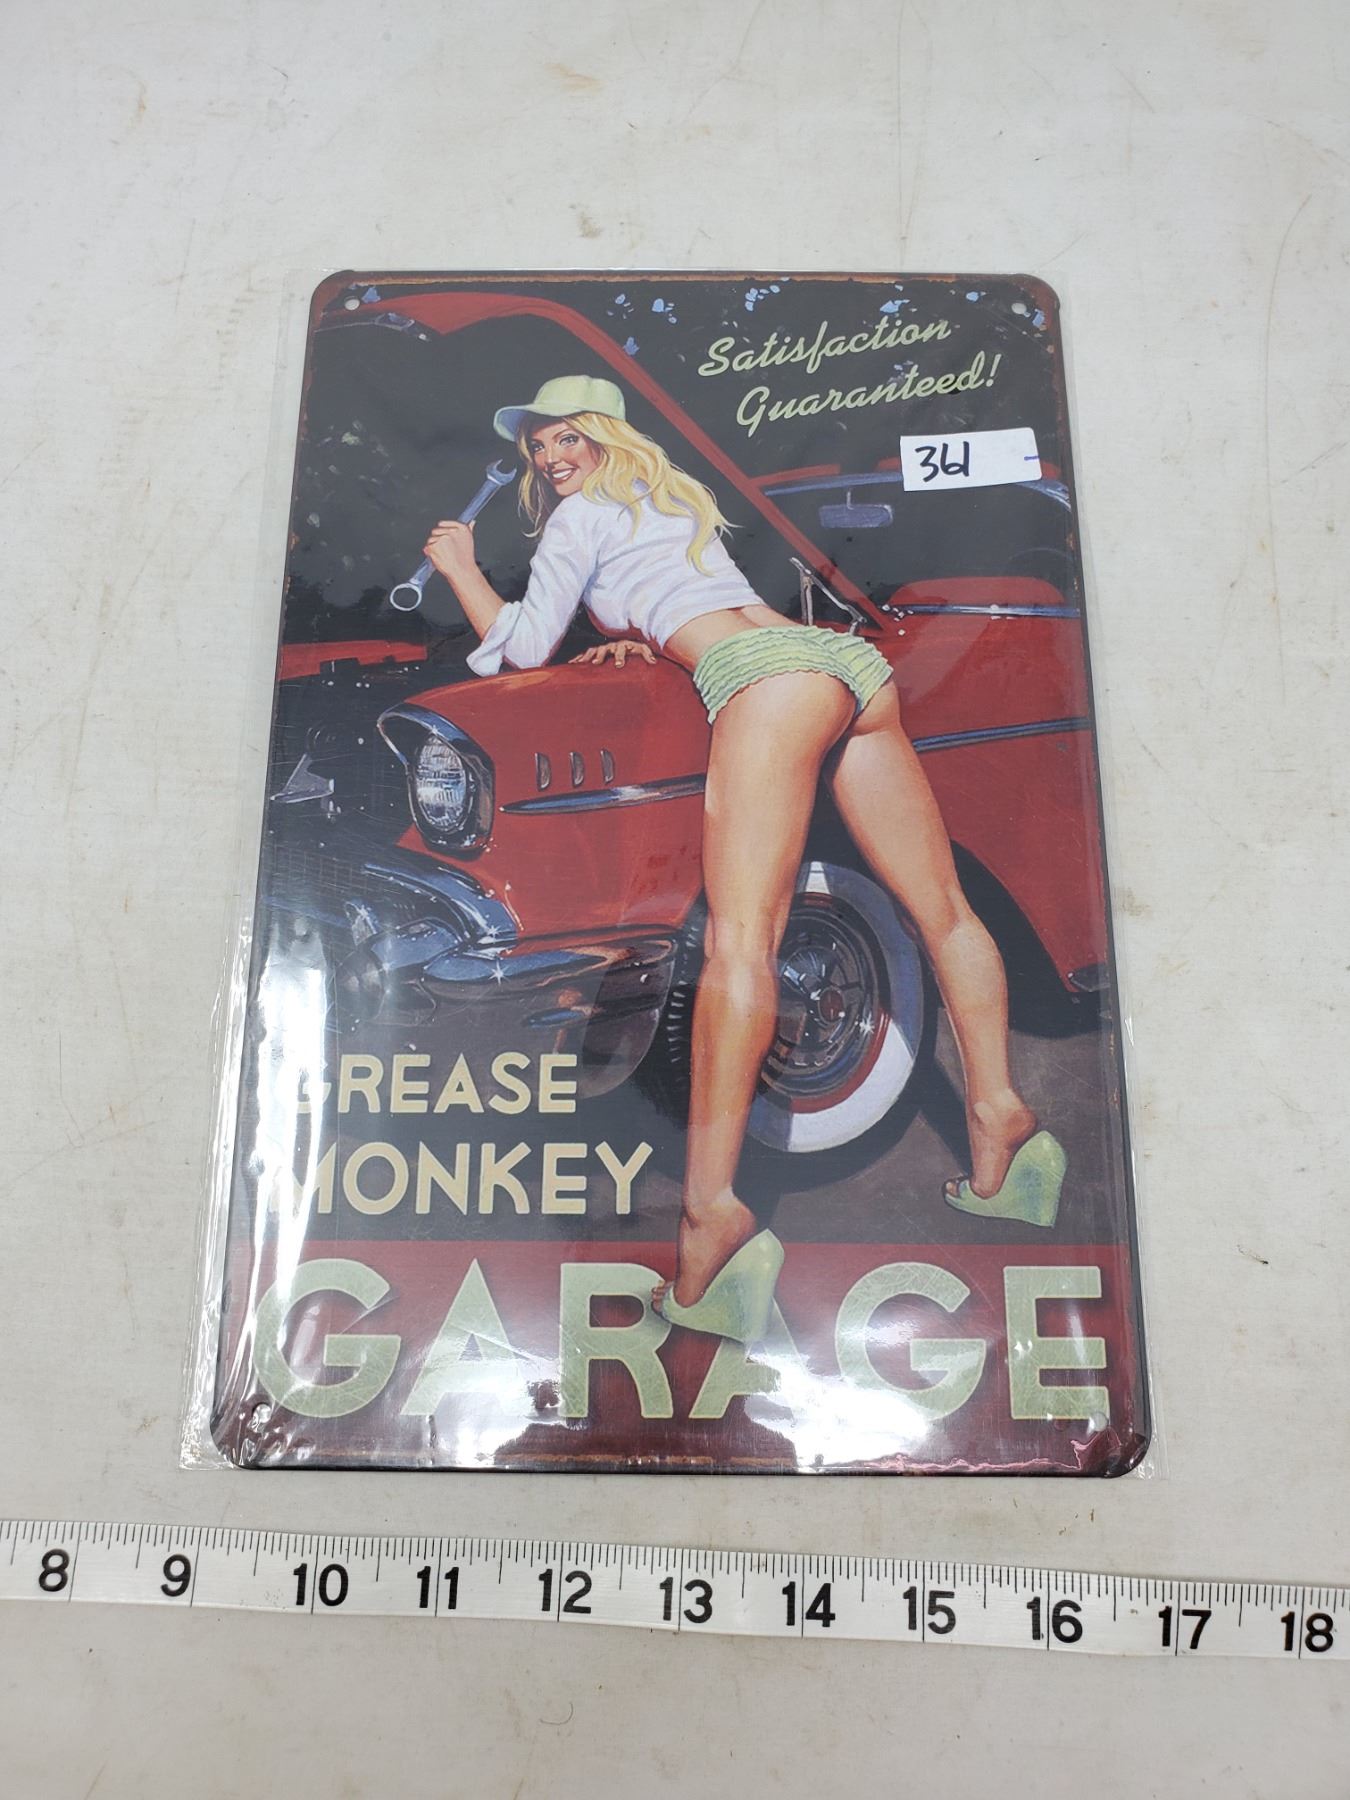 Satisfaction
Guaranteed!
361
GREASE
MONKEY
GARAGE
8 9 10 11 12 13 14 15 16 17 18